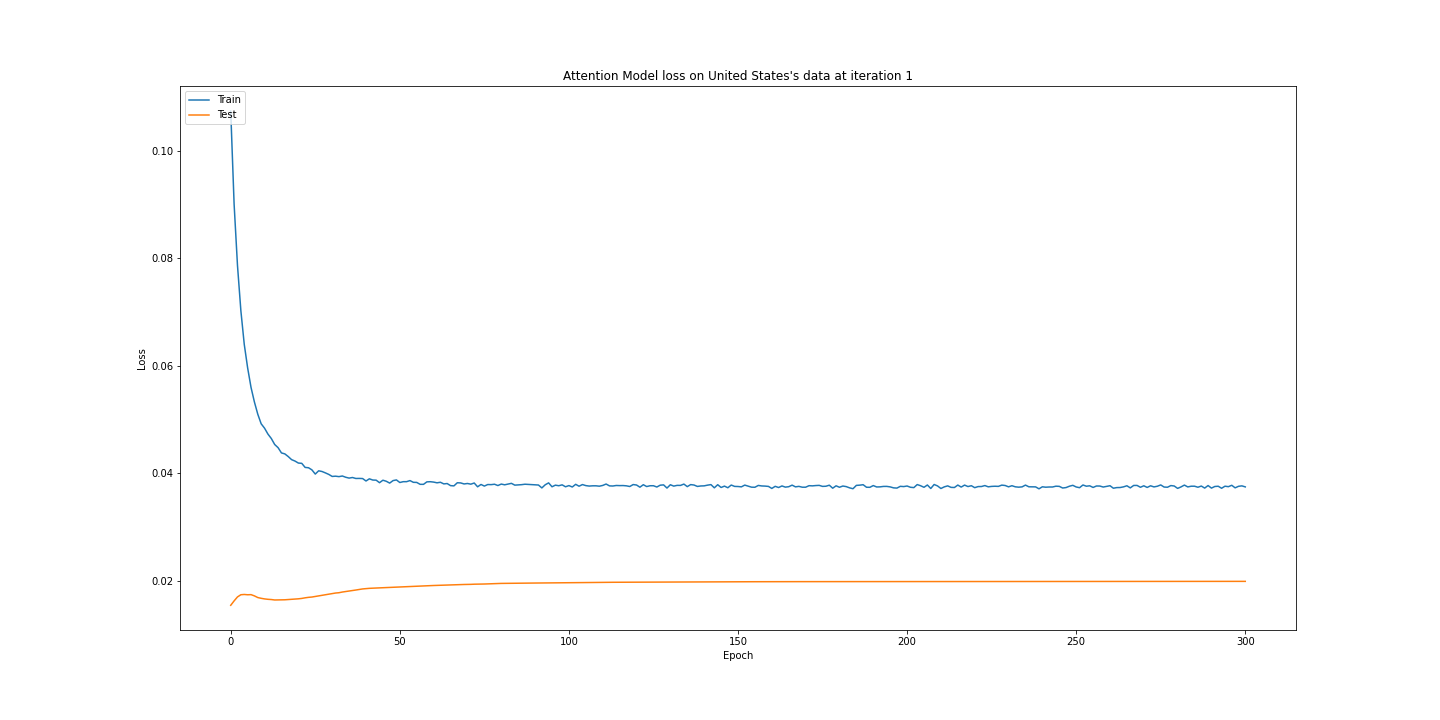 Attention Model loss on United States's data at iteration 1
Train
Test
0.10
0.08
0.06
0.04
0.02
Loss
0
50
100
150
200
250
300
Epoch